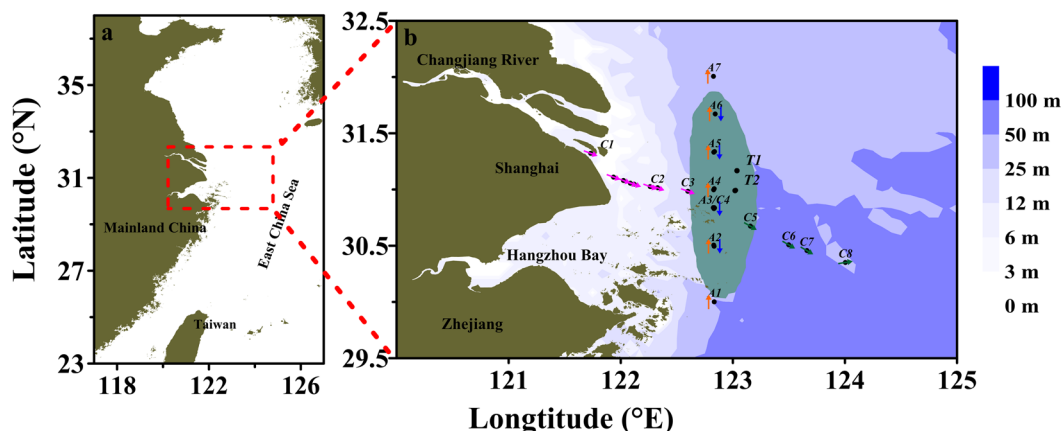 a
35
31
27
23
118
122
126
Latitude (°N)
Mainland China
East China Sea
Taiwan
b
32.5
31.5
30.5
29.5
121
122
123
124
125
Longtitude (°E)
Changjiang River
Shanghai
Hangzhou Bay
Zhejiang
A7
A6
A5
A4
A3/C4
A2
A1
T1
T2
C1
C2
C3
C5
C6
C7
C8
100 m
50 m
25 m
12 m
6 m
3 m
0 m